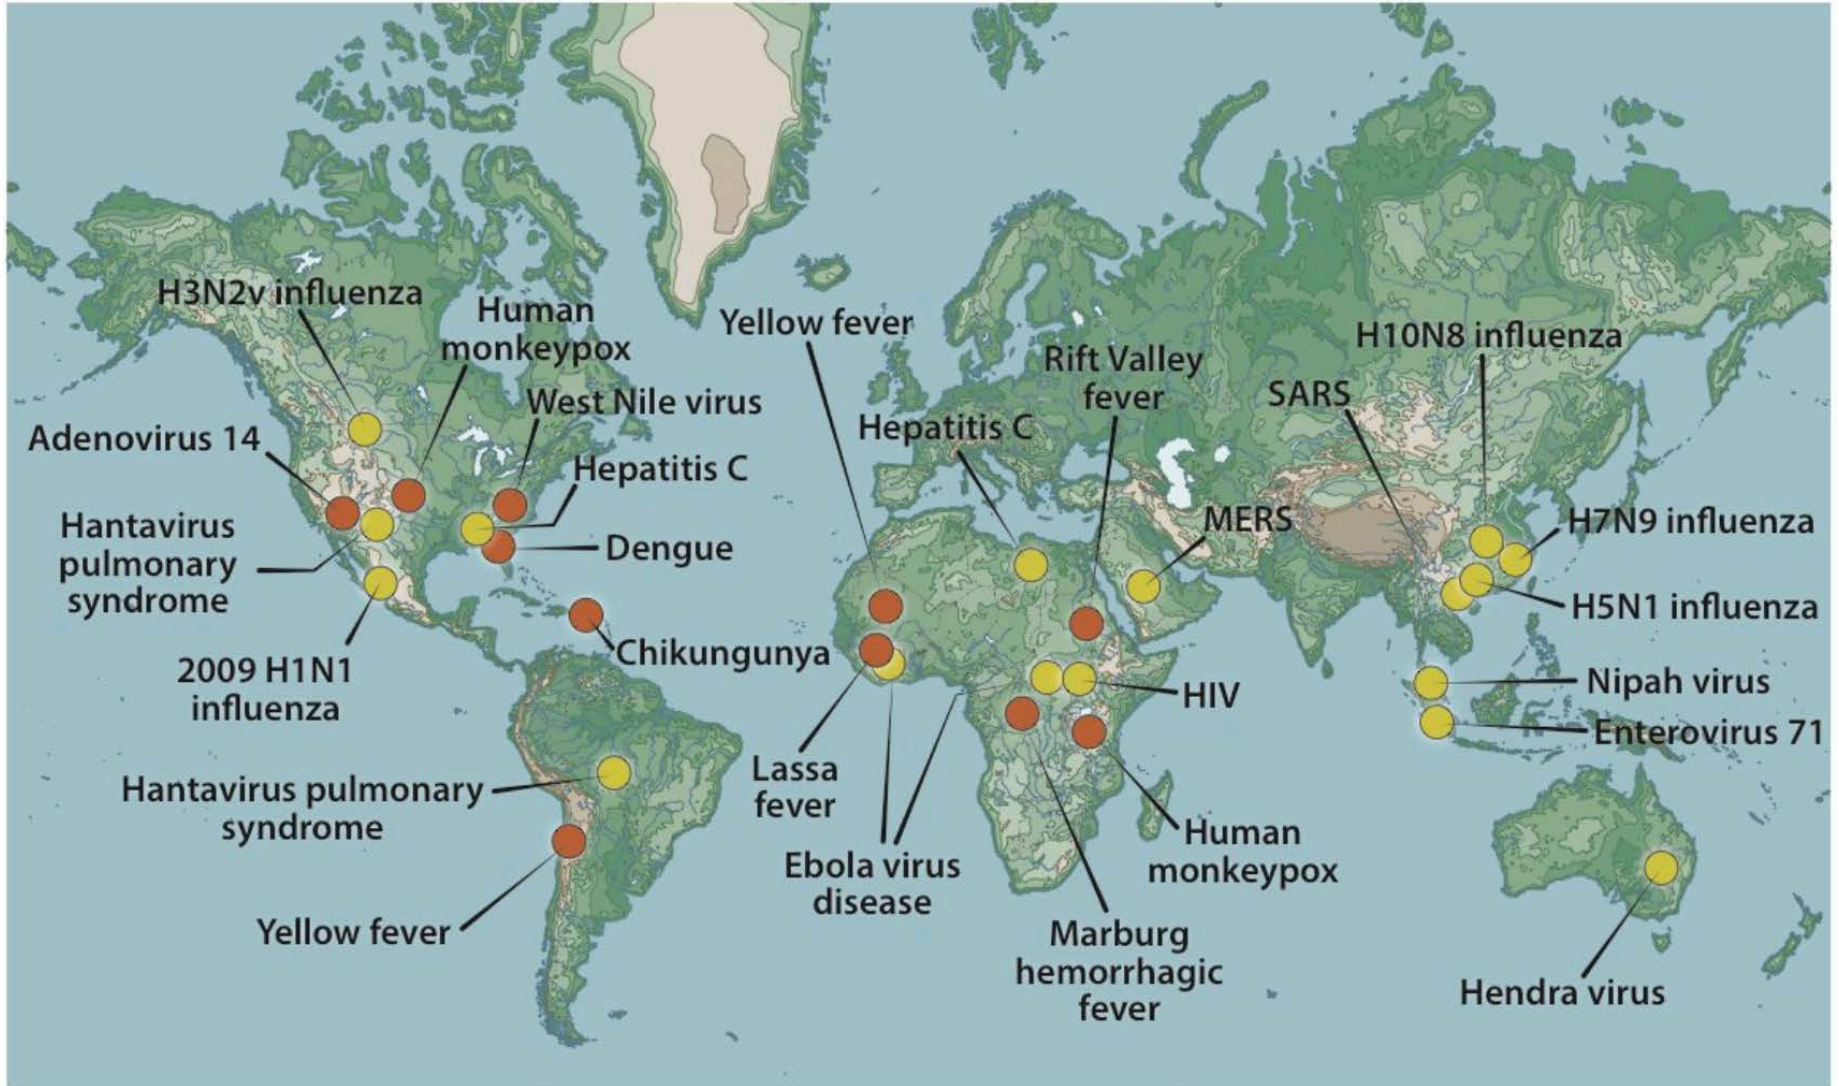 H3N2v influenza
Human
monkeypox
West Nile virus
Adenovirus 14
Hepatitis C
Hantavirus
pulmonary
syndrome
Dengue
2009 H1N1
influenza
Chikungunya
Hantavirus pulmonary
syndrome
Yellow fever
Yellow fever
Hepatitis C
Rift Valley
fever
MERS
HIV
Lassa
fever
Ebola virus
disease
Human
monkeypox
Marburg
hemorrhagic
fever
SARS
H10N8 influenza
H7N9 influenza
H5N1 influenza
Nipah virus
Enterovirus 71
Hendra virus